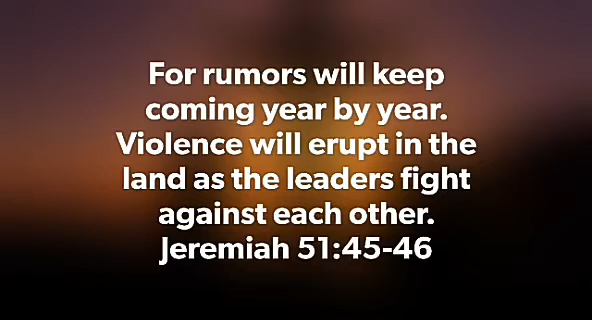 For rumors will keep
coming year by year.
Violence will erupt in the
land as the leaders fight
against each other.
Jeremiah 51:45-46